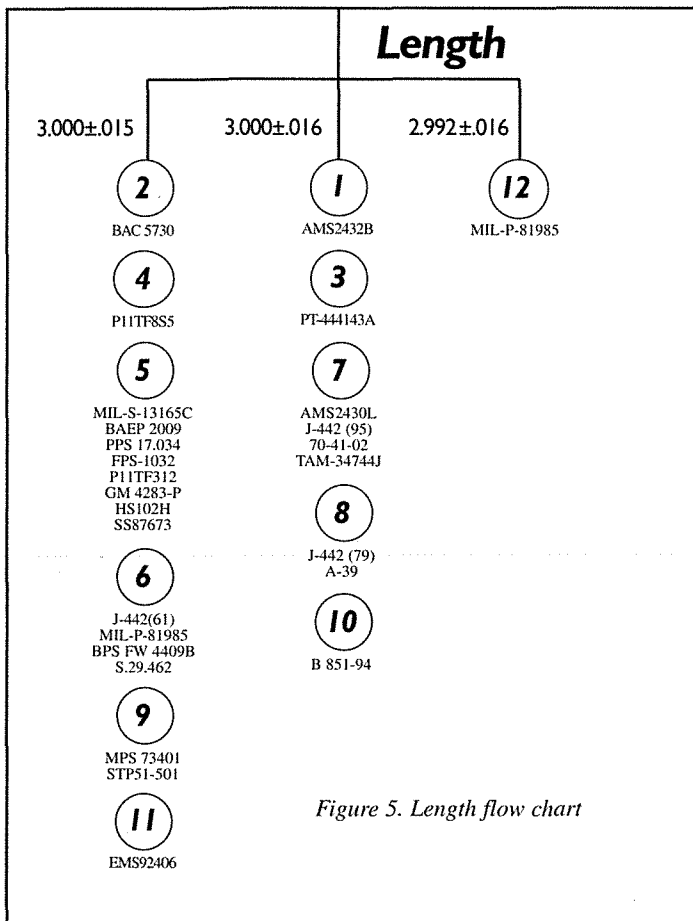 Length
3.000±.015
2
BAC 5730
4
P11TF8S5
5
MIL-S-13165C
BAEP 2009
PPS 17.034
FPS-1032
P11TF312
GM 4283-P
HS102H
SS87673
6
J-442(61)
MIL-P-81985
BPS FW 4409B
S.29.462
9
MPS 73401
STP51-501
11
EMS92406
3.000±.016
1
AMS2432B
3
PT-444143A
7
AMS2430L
J-442 (95)
70-41-02
TAM-34744J
8
J-442 (79)
A-39
10
B 851-94
2.992±.016
12
MIL-P-81985
Figure 5. Length flow chart